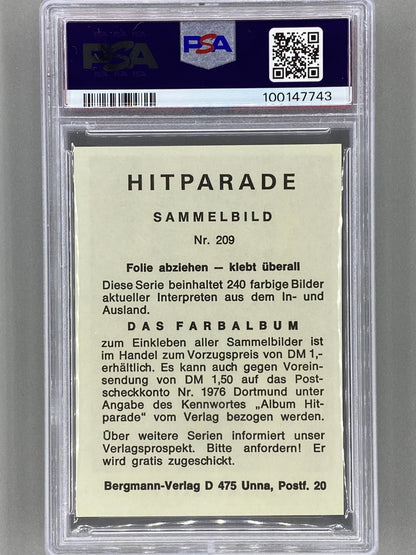 PSA
PSA
100147743
HITPARADE
SAMMELBILD
Nr. 209
Folie abziehen — klebt überall
Diese Serie beinhaltet 240 farbige Bilder
aktueller Interpreten aus dem In- und
Ausland.
DAS FARBALBUM
zum Einkleben aller Sammelbilder ist
im Handel zum Vorzugspreis von DM 1,-
erhältlich. Es kann auch gegen Vorein-
sendung von DM 1,50 auf das Post-
scheckkonto Nr. 1976 Dortmund unter
Angabe des Kennwortes „Album Hit-
parade" vom Verlag bezogen werden.
Über weitere Serien informiert unser
Verlagsprospekt. Bitte anfordern! Er
wird gratis zugeschickt.
Bergmann-Verlag D 475 Unna, Postf. 20